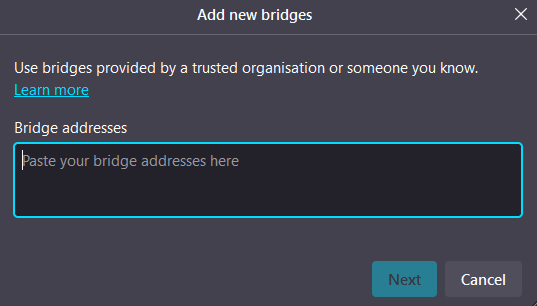 Add new bridges
Use bridges provided by a trusted organisation or someone you know.
Learn more
Bridge addresses
Paste your bridge addresses here
Next
Cancel